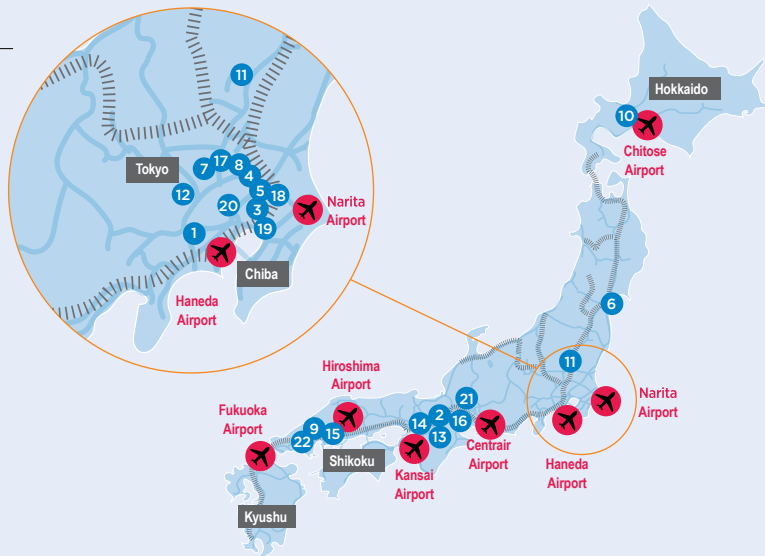 11
Tokyo
7
17
8
4
5
18
12
20
3
Narita
Airport
1
19
Chiba
Haneda
Airport
Hokkaido
10
Chitose
Airport
6
11
Hiroshima
Airport
21
Narita
Airport
Fukuoka
Airport
9
22
15
14
2
16
13
Shikoku
Kansai
Airport
Centrair
Airport
Haneda
Airport
Kyushu